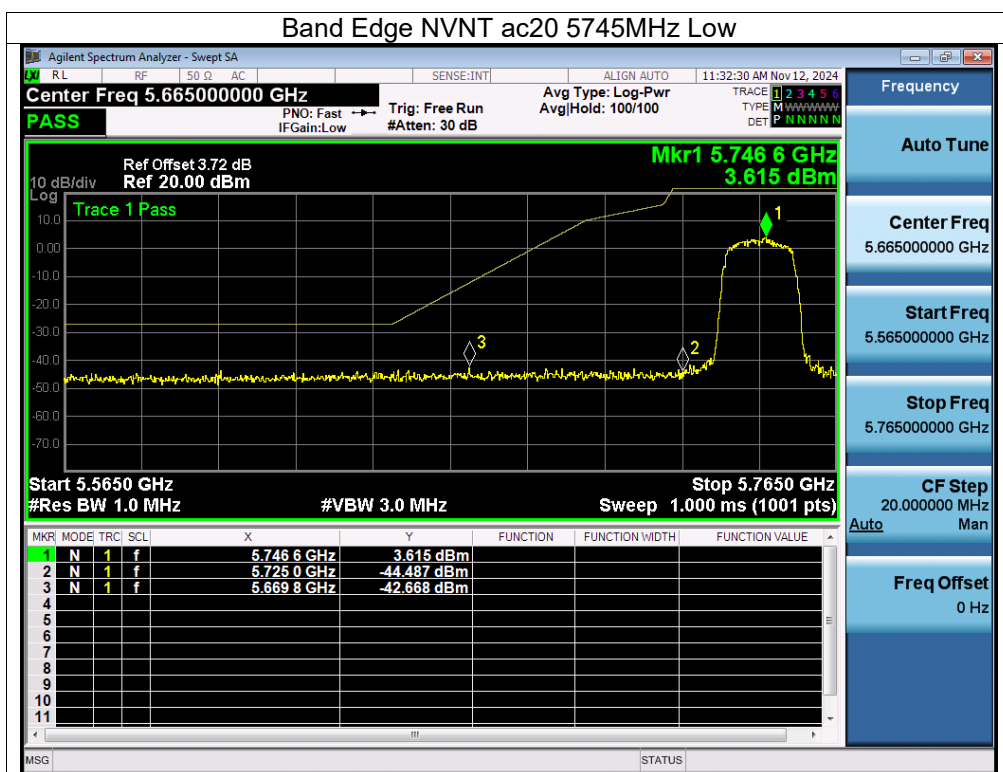 Band Edge NVNT ac20 5745MHz Low
Agilent Spectrum Analyzer - Swept SA
LXI RL RF 50 Ω AC SENSE:INT ALIGN AUTO 11:32:30 AM Nov 12, 2024
Center Freq 5.665000000 GHz
PASS
PNO: Fast
IFGain:Low
Trig: Free Run
#Atten: 30 dB
Avg Type: Log-Pwr
Avg|Hold: 100/100
TRACE 1 2 3 4 5 6
TYPE M WWWWW
DET P N N N N N
Mkr1 5.746 6 GHz
3.615 dBm
Ref Offset 3.72 dB
10 dB/div Ref 20.00 dBm
Log
Trace 1 Pass
10.0
0.00
-10.0
-20.0
-30.0
-40.0
-50.0
-60.0
-70.0
1
2
3
Start 5.5650 GHz Stop 5.7650 GHz
#Res BW 1.0 MHz #VBW 3.0 MHz Sweep 1.000 ms (1001 pts)
MKR MODE TRC SCL X Y FUNCTION FUNCTION WIDTH FUNCTION VALUE
1 N 1 f 5.746 6 GHz 3.615 dBm
2 N 1 f 5.725 0 GHz -44.487 dBm
3 N 1 f 5.669 8 GHz -42.668 dBm
4
5
6
7
8
9
10
11
MSG STATUS
Frequency
Auto Tune
Center Freq
5.665000000 GHz
Start Freq
5.565000000 GHz
Stop Freq
5.765000000 GHz
CF Step
20.000000 MHz
Auto Man
Freq Offset
0 Hz